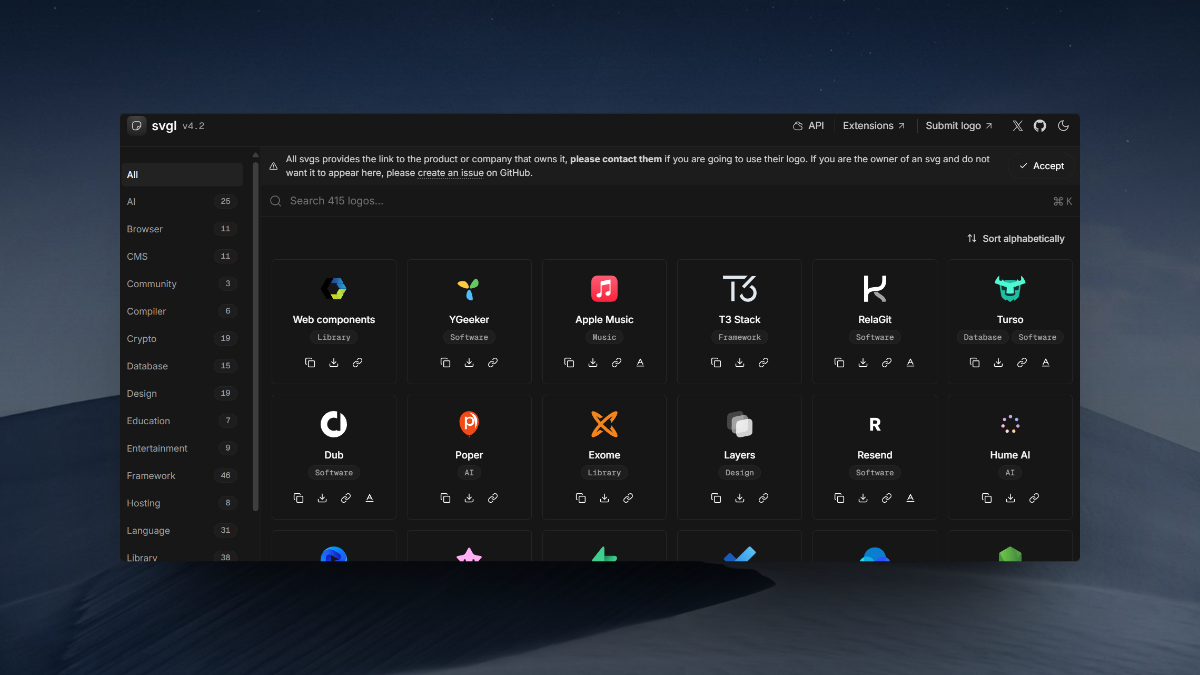 svgl v4.2
API
Extensions
Submit logo
All svgs provides the link to the product or company that owns it, please contact them if you are going to use their logo. If you are the owner of an svg and do not
want it to appear here, please create an issue on GitHub.
Accept
Search 415 logos...
⌘ K
Sort alphabetically
All
AI 25
Browser 11
CMS 11
Community 3
Compiler 6
Crypto 19
Database 15
Design 19
Education 7
Entertainment 9
Framework 46
Hosting 8
Language 31
Library 38
Web components
Library
YGeeker
Software
Apple Music
Music
T3 Stack
Framework
RelaGit
Software
Turso
Database Software
Dub
Software
Poper
AI
Exome
Library
Layers
Design
R
Resend
Software
Hume AI
AI